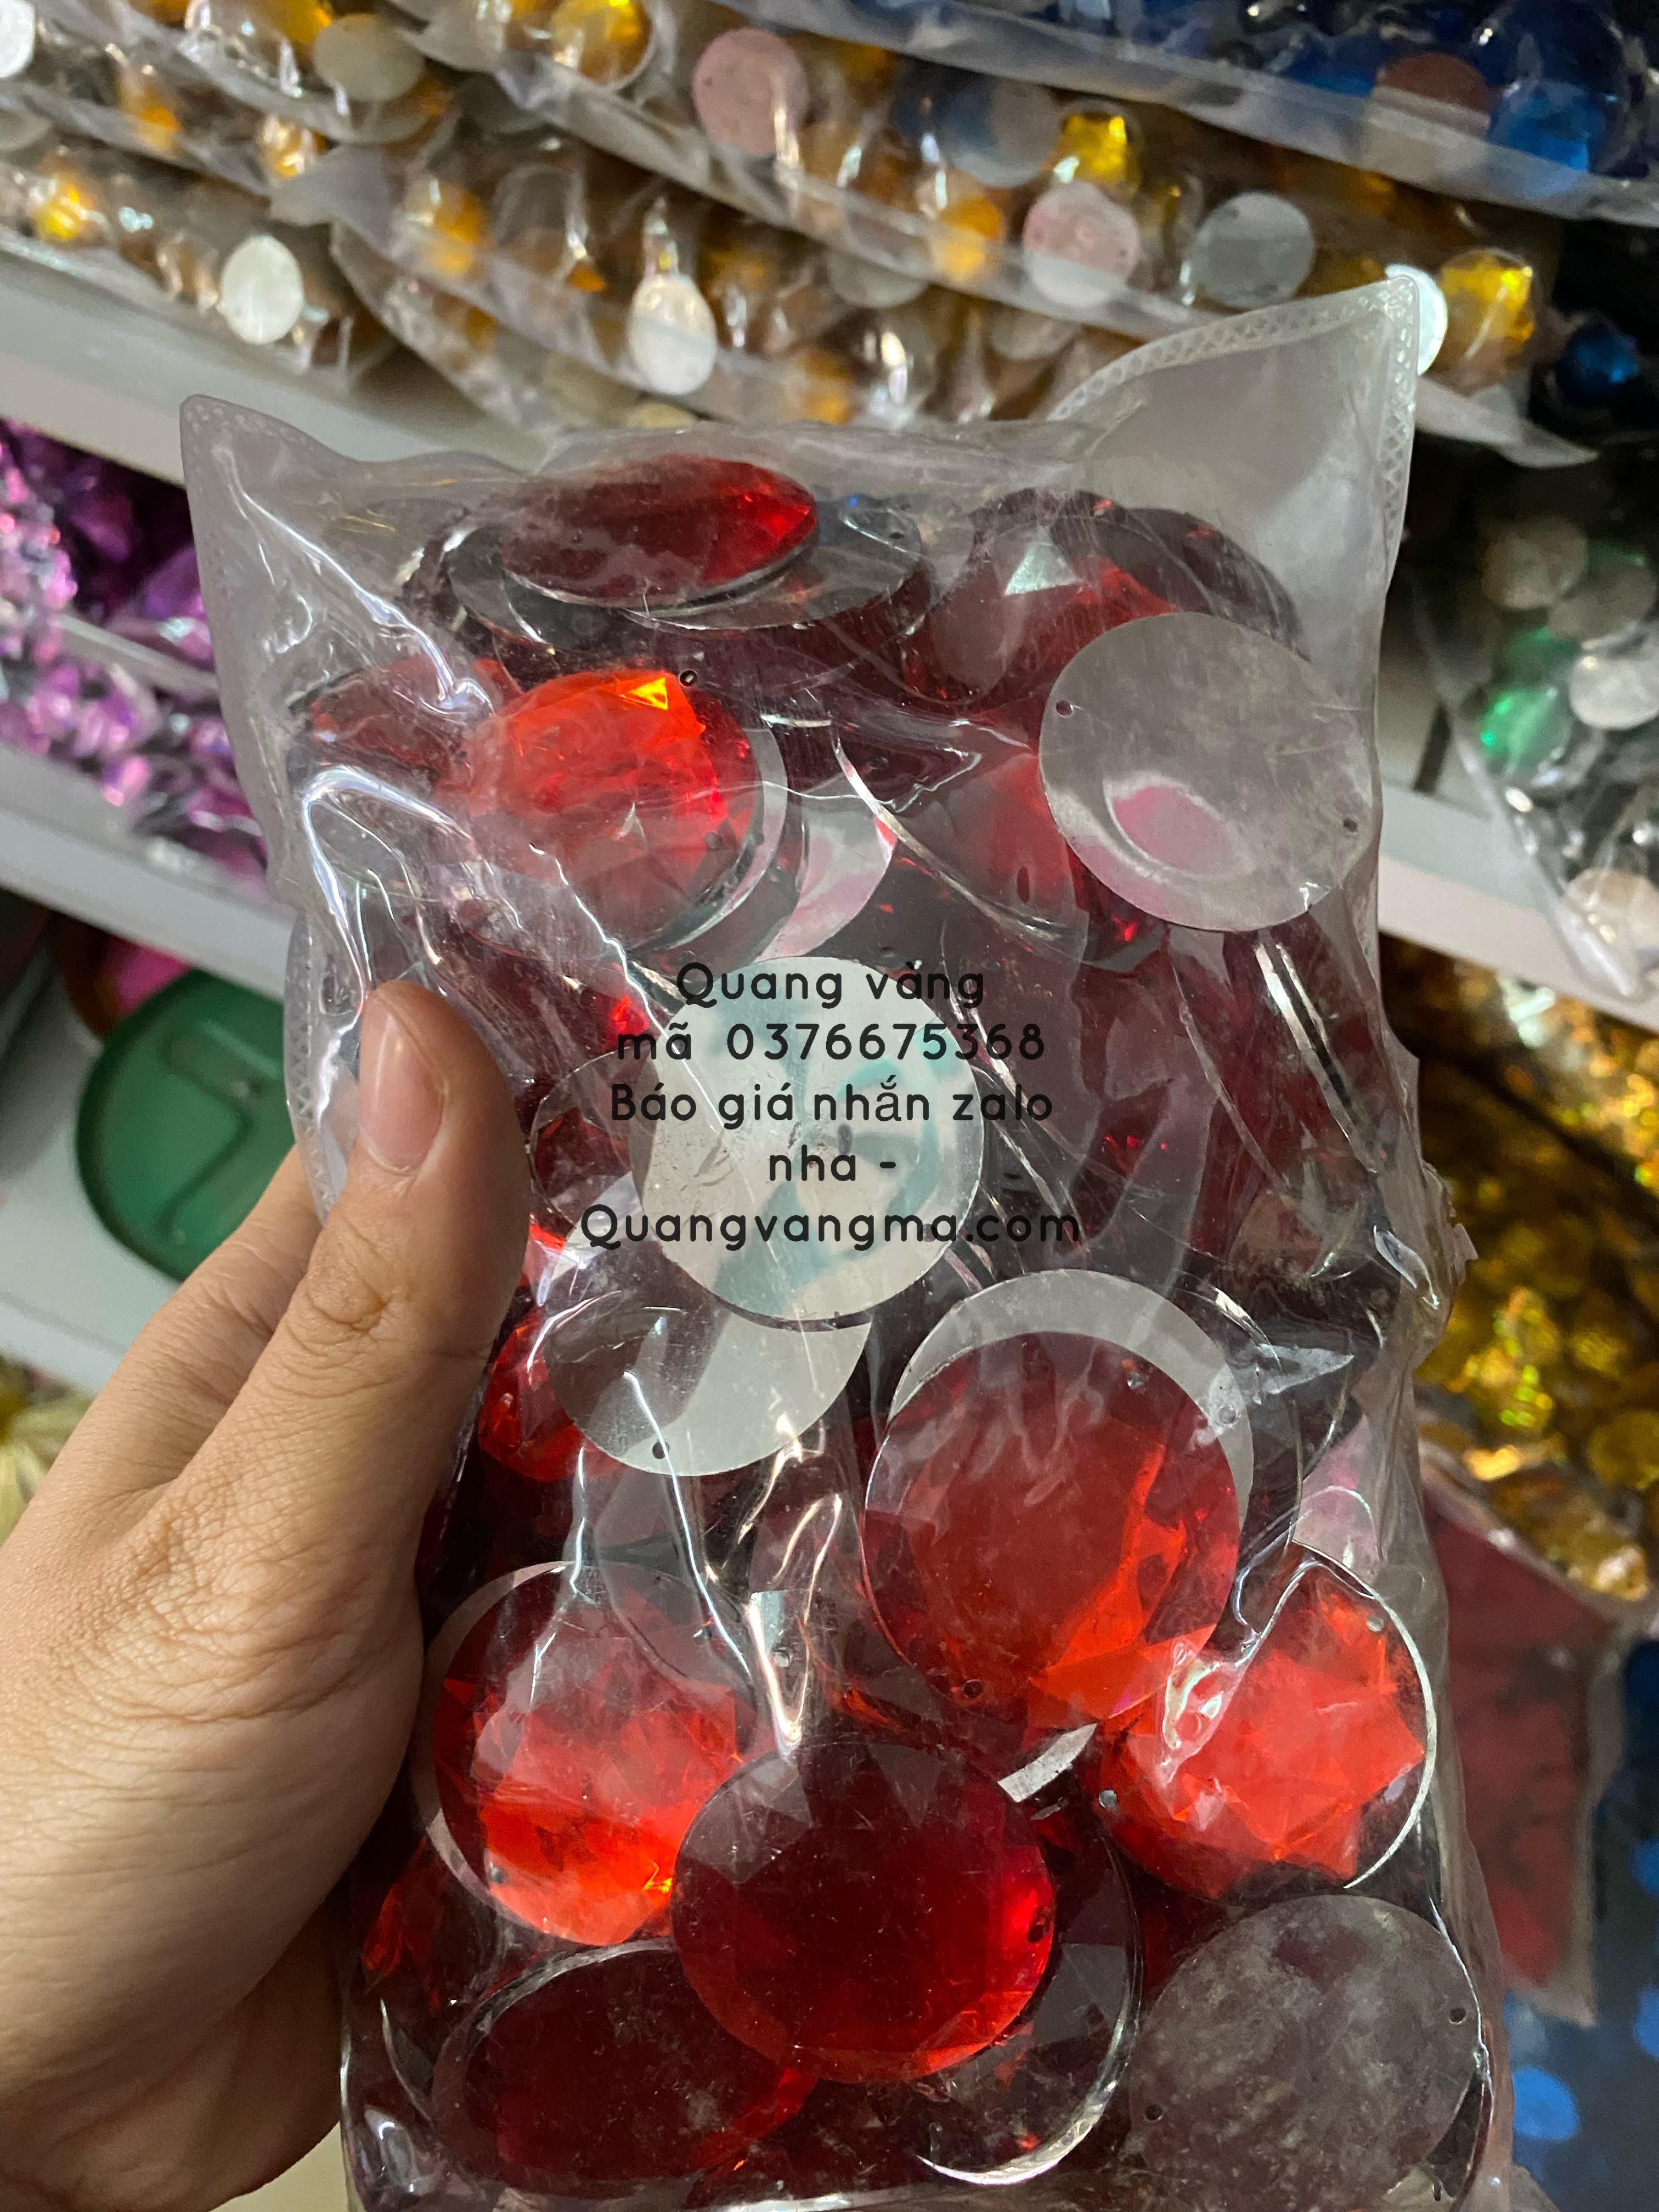 Quang vàng
mã 0376675368
Báo giá nhắn zalo
nha -
Quangvangma.com